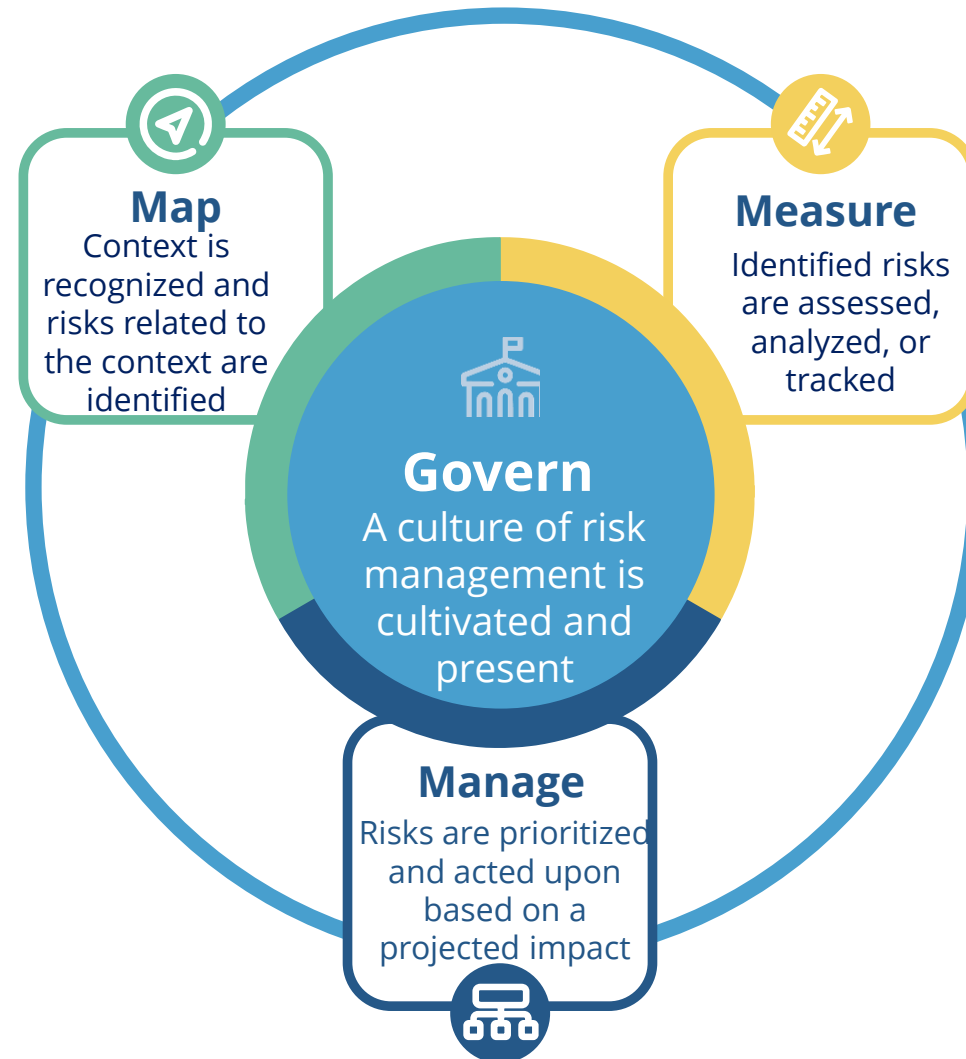 Map
Context is
recognized and
risks related to
the context are
identified
Measure
Identified risks
are assessed,
analyzed, or
tracked
Govern
A culture of risk
management is
cultivated and
present
Manage
Risks are prioritized
and acted upon
based on a
projected impact